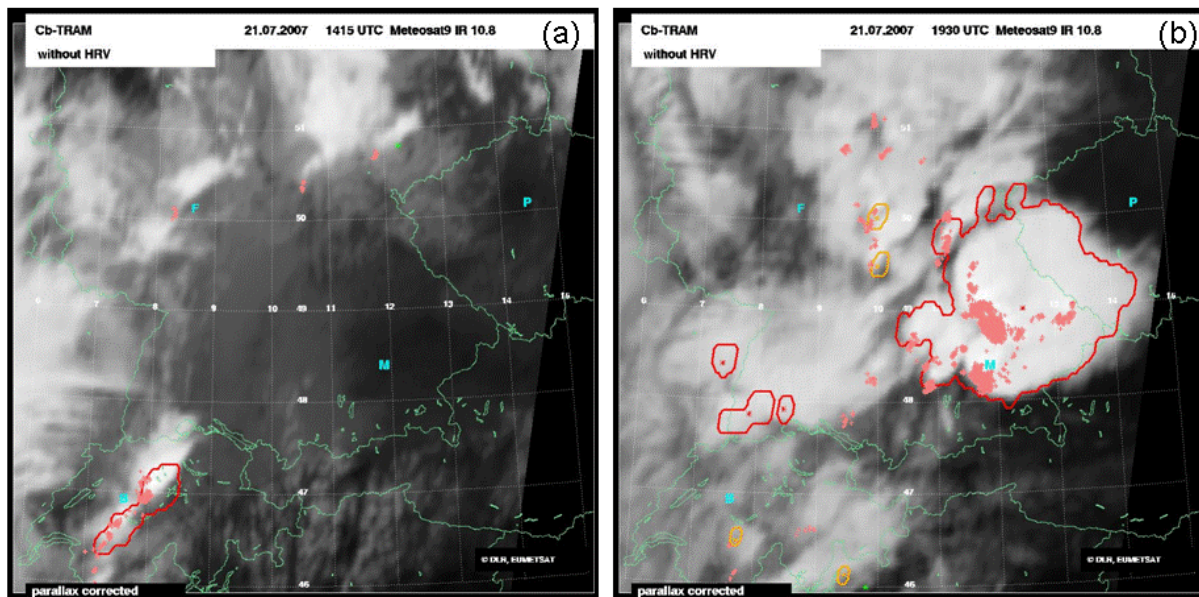 Cb-TRAM 21.07.2007 1415 UTC Meteosat9 IR 10.8 (a)
without HRV
51
F P
50
6 7 8 9 10 49 11 12 13 14 15
M
48
47
B
46
© DLR, EUMETSAT
parallax corrected
Cb-TRAM 21.07.2007 1930 UTC Meteosat9 IR 10.8 (b)
without HRV
51
F P
50
6 7 8 9 10 49 13 14 15
M
48
47
B
46
© DLR, EUMETSAT
parallax corrected